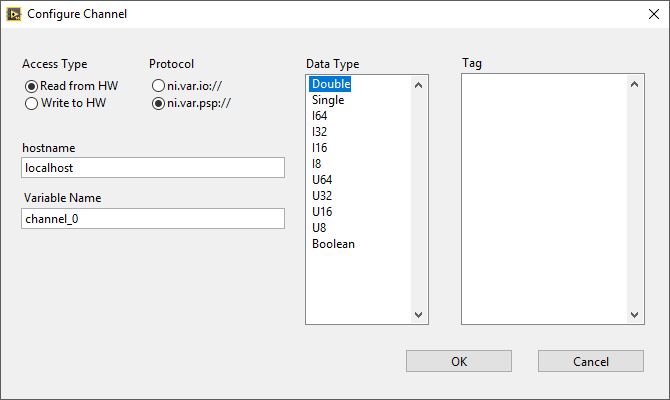 Configure Channel
Access Type
Read from HW
Write to HW
Protocol
ni.var.io://
ni.var.psp://
hostname
localhost
Variable Name
channel_0
Data Type
Double
Single
I64
I32
I16
I8
U64
U32
U16
U8
Boolean
Tag
OK
Cancel